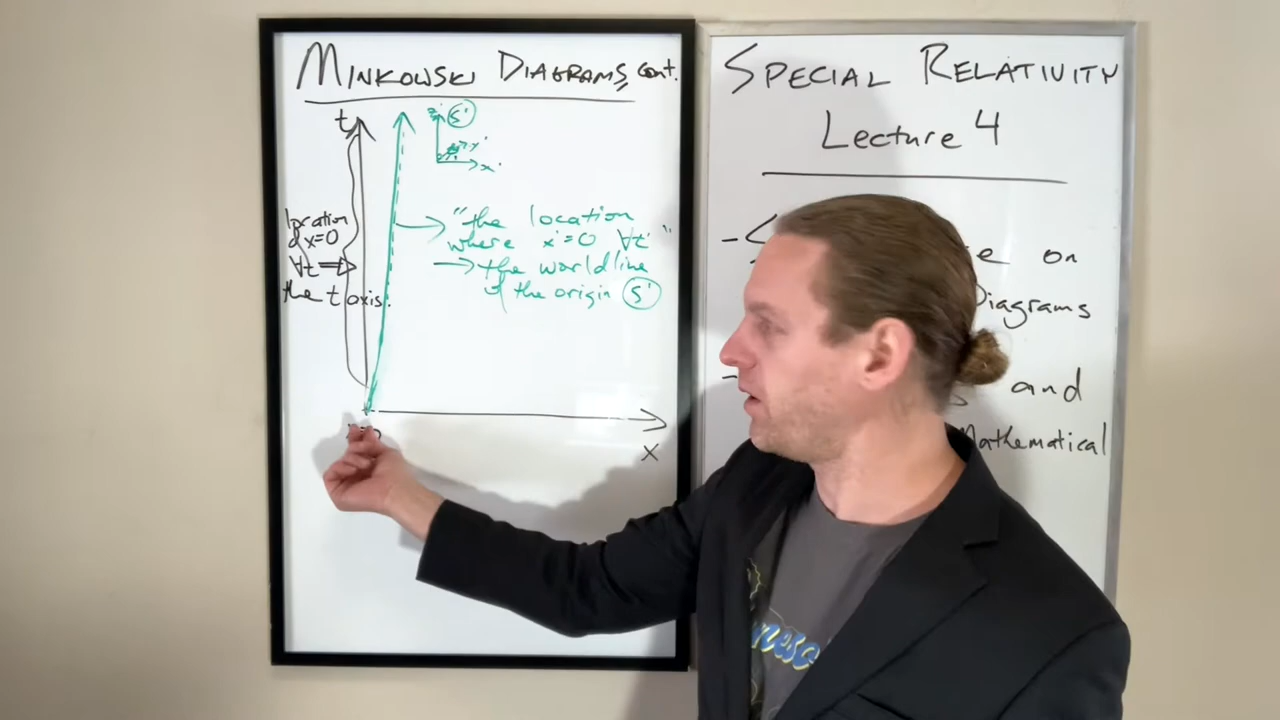 MINKOWSKI DIAGRAMS cont.
t
S'
x'
location
of x=0
∀t ⇒
the t axis.
"the location
where x'=0 ∀t'"
→ the worldline
of the origin S'
x
SPECIAL RELATIVITY
Lecture 4
on
Diagrams
and
Mathematical